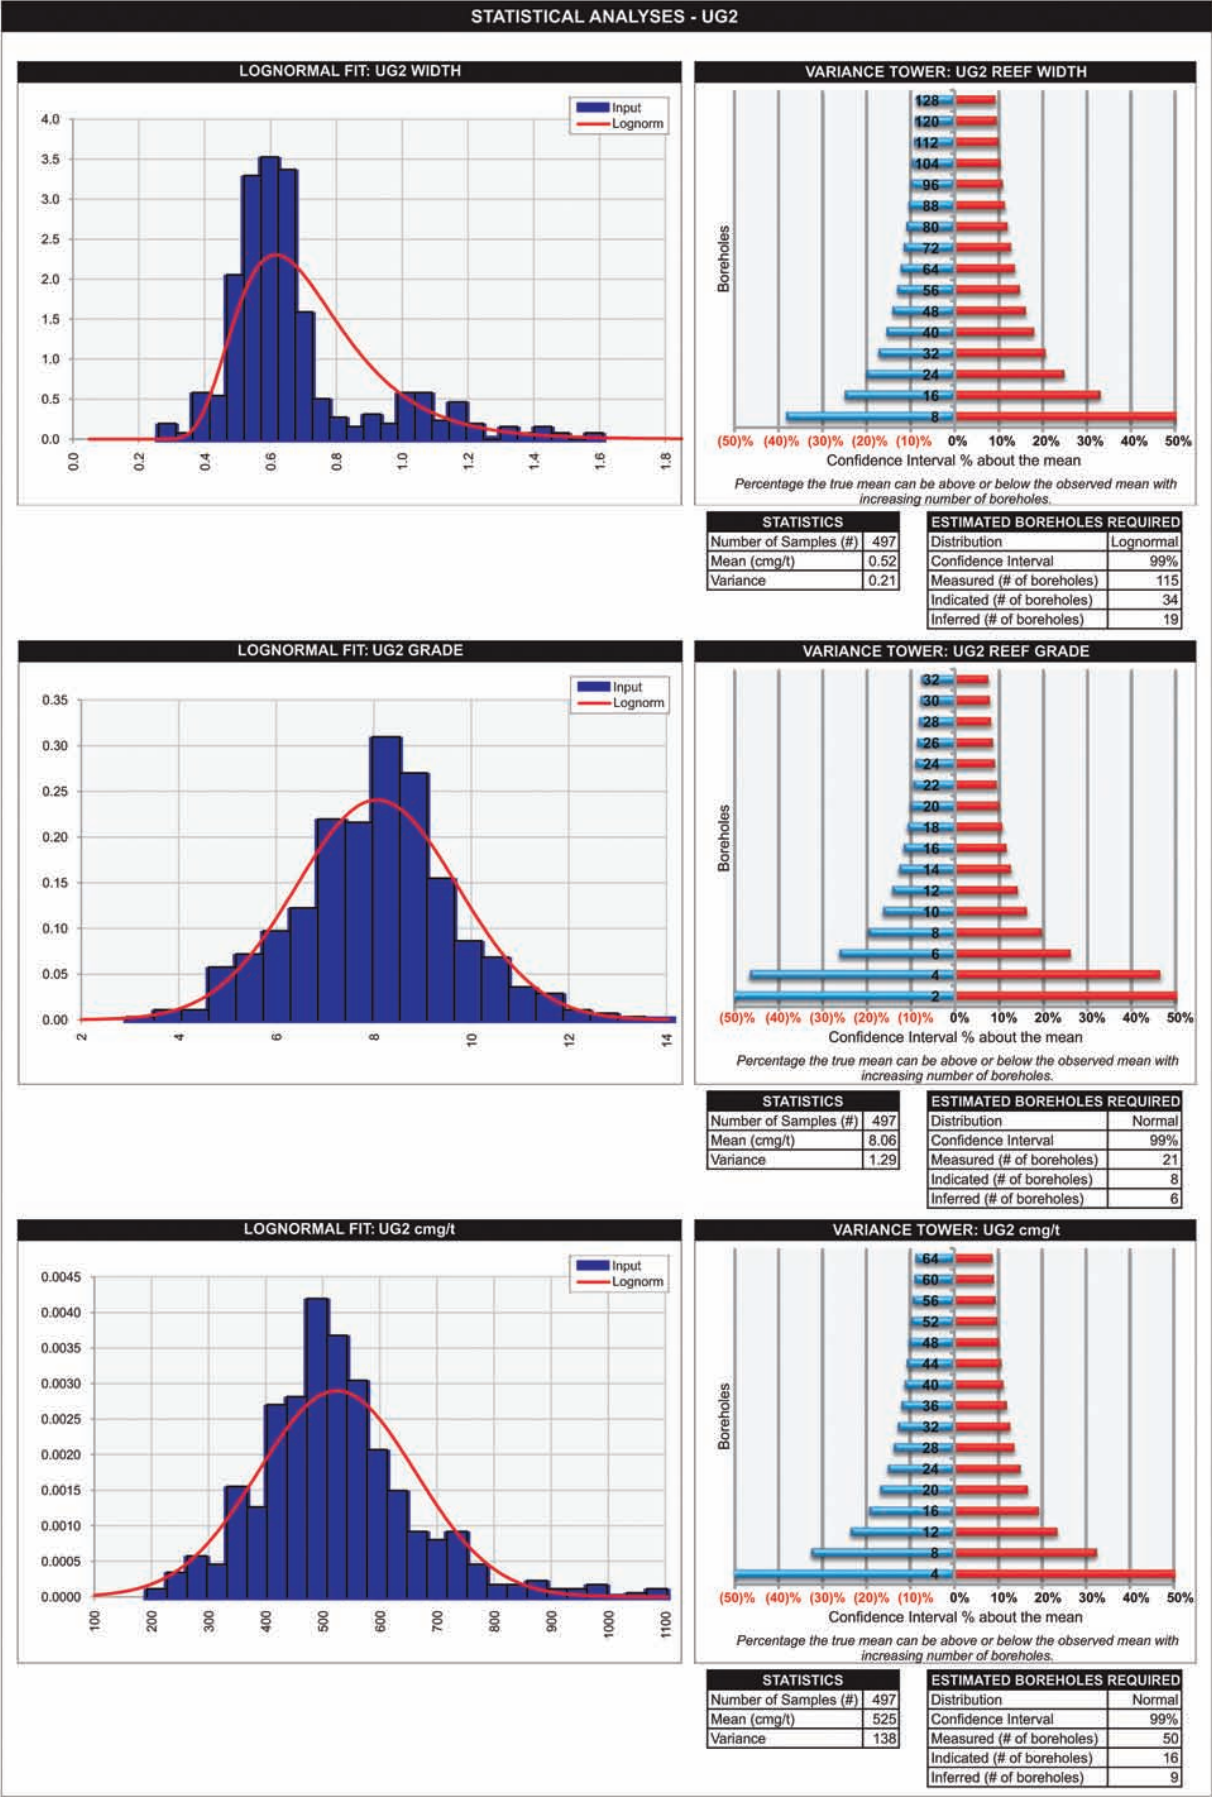 STATISTICAL ANALYSES - UG2
LOGNORMAL FIT: UG2 WIDTH
Input
Lognorm
4.0
3.5
3.0
2.5
2.0
1.5
1.0
0.5
0.0
0.0 0.2 0.4 0.6 0.8 1.0 1.2 1.4 1.6 1.8
VARIANCE TOWER: UG2 REEF WIDTH
Boreholes
128
120
112
104
96
88
80
72
64
56
48
40
32
24
16
8
(50)% (40)% (30)% (20)% (10)% 0% 10% 20% 30% 40% 50%
Confidence Interval % about the mean
Percentage the true mean can be above or below the observed mean with
increasing number of boreholes.
STATISTICS
Number of Samples (#) 497
Mean (cmg/t) 0.52
Variance 0.21
ESTIMATED BOREHOLES REQUIRED
Distribution Lognormal
Confidence Interval 99%
Measured (# of boreholes) 115
Indicated (# of boreholes) 34
Inferred (# of boreholes) 19
LOGNORMAL FIT: UG2 GRADE
Input
Lognorm
0.35
0.30
0.25
0.20
0.15
0.10
0.05
0.00
2 4 6 8 10 12 14
VARIANCE TOWER: UG2 REEF GRADE
Boreholes
32
30
28
26
24
22
20
18
16
14
12
10
8
6
4
2
(50)% (40)% (30)% (20)% (10)% 0% 10% 20% 30% 40% 50%
Confidence Interval % about the mean
Percentage the true mean can be above or below the observed mean with
increasing number of boreholes.
STATISTICS
Number of Samples (#) 497
Mean (cmg/t) 8.06
Variance 1.29
ESTIMATED BOREHOLES REQUIRED
Distribution Normal
Confidence Interval 99%
Measured (# of boreholes) 21
Indicated (# of boreholes) 8
Inferred (# of boreholes) 6
LOGNORMAL FIT: UG2 cmg/t
Input
Lognorm
0.0045
0.0040
0.0035
0.0030
0.0025
0.0020
0.0015
0.0010
0.0005
0.0000
100 200 300 400 500 600 700 800 900 1000 1100
VARIANCE TOWER: UG2 cmg/t
Boreholes
64
60
56
52
48
44
40
36
32
28
24
20
16
12
8
4
(50)% (40)% (30)% (20)% (10)% 0% 10% 20% 30% 40% 50%
Confidence Interval % about the mean
Percentage the true mean can be above or below the observed mean with
increasing number of boreholes.
STATISTICS
Number of Samples (#) 497
Mean (cmg/t) 525
Variance 138
ESTIMATED BOREHOLES REQUIRED
Distribution Normal
Confidence Interval 99%
Measured (# of boreholes) 50
Indicated (# of boreholes) 16
Inferred (# of boreholes) 9